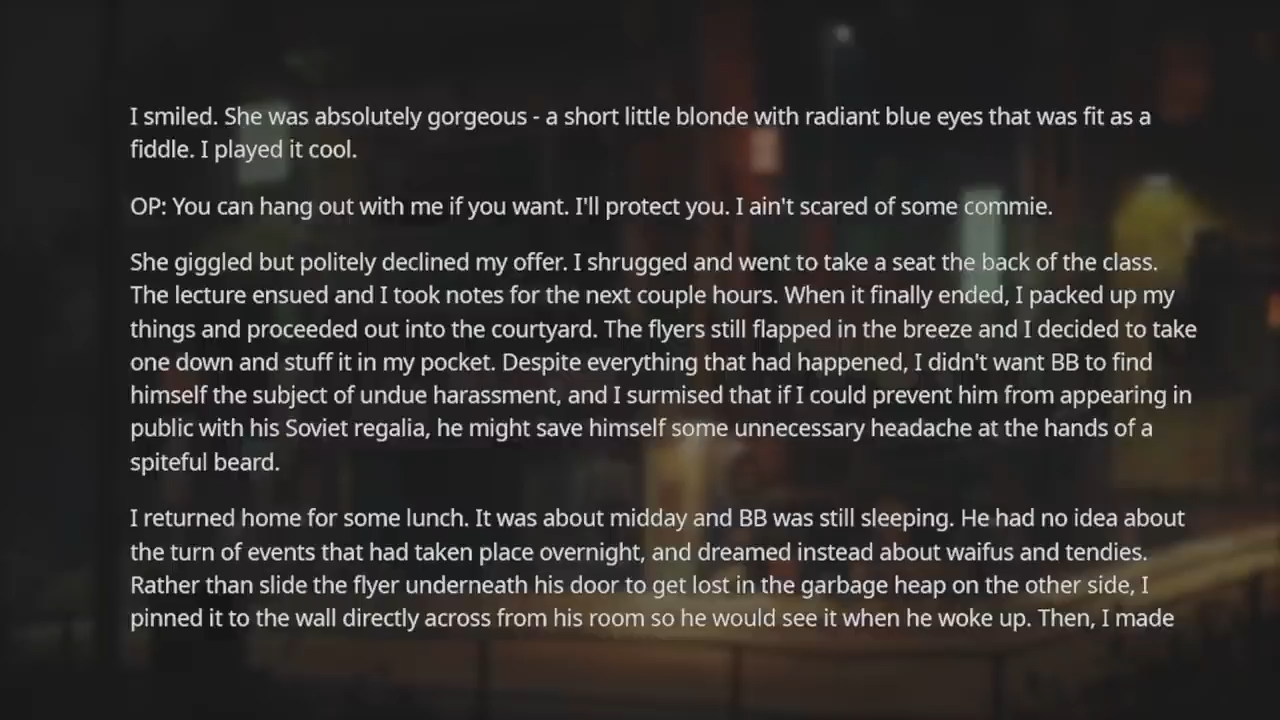 I smiled. She was absolutely gorgeous - a short little blonde with radiant blue eyes that was fit as a
fiddle. I played it cool.
OP: You can hang out with me if you want. I'll protect you. I ain't scared of some commie.
She giggled but politely declined my offer. I shrugged and went to take a seat the back of the class.
The lecture ensued and I took notes for the next couple hours. When it finally ended, I packed up my
things and proceeded out into the courtyard. The flyers still flapped in the breeze and I decided to take
one down and stuff it in my pocket. Despite everything that had happened, I didn't want BB to find
himself the subject of undue harassment, and I surmised that if I could prevent him from appearing in
public with his Soviet regalia, he might save himself some unnecessary headache at the hands of a
spiteful beard.
I returned home for some lunch. It was about midday and BB was still sleeping. He had no idea about
the turn of events that had taken place overnight, and dreamed instead about waifus and tendies.
Rather than slide the flyer underneath his door to get lost in the garbage heap on the other side, I
pinned it to the wall directly across from his room so he would see it when he woke up. Then, I made